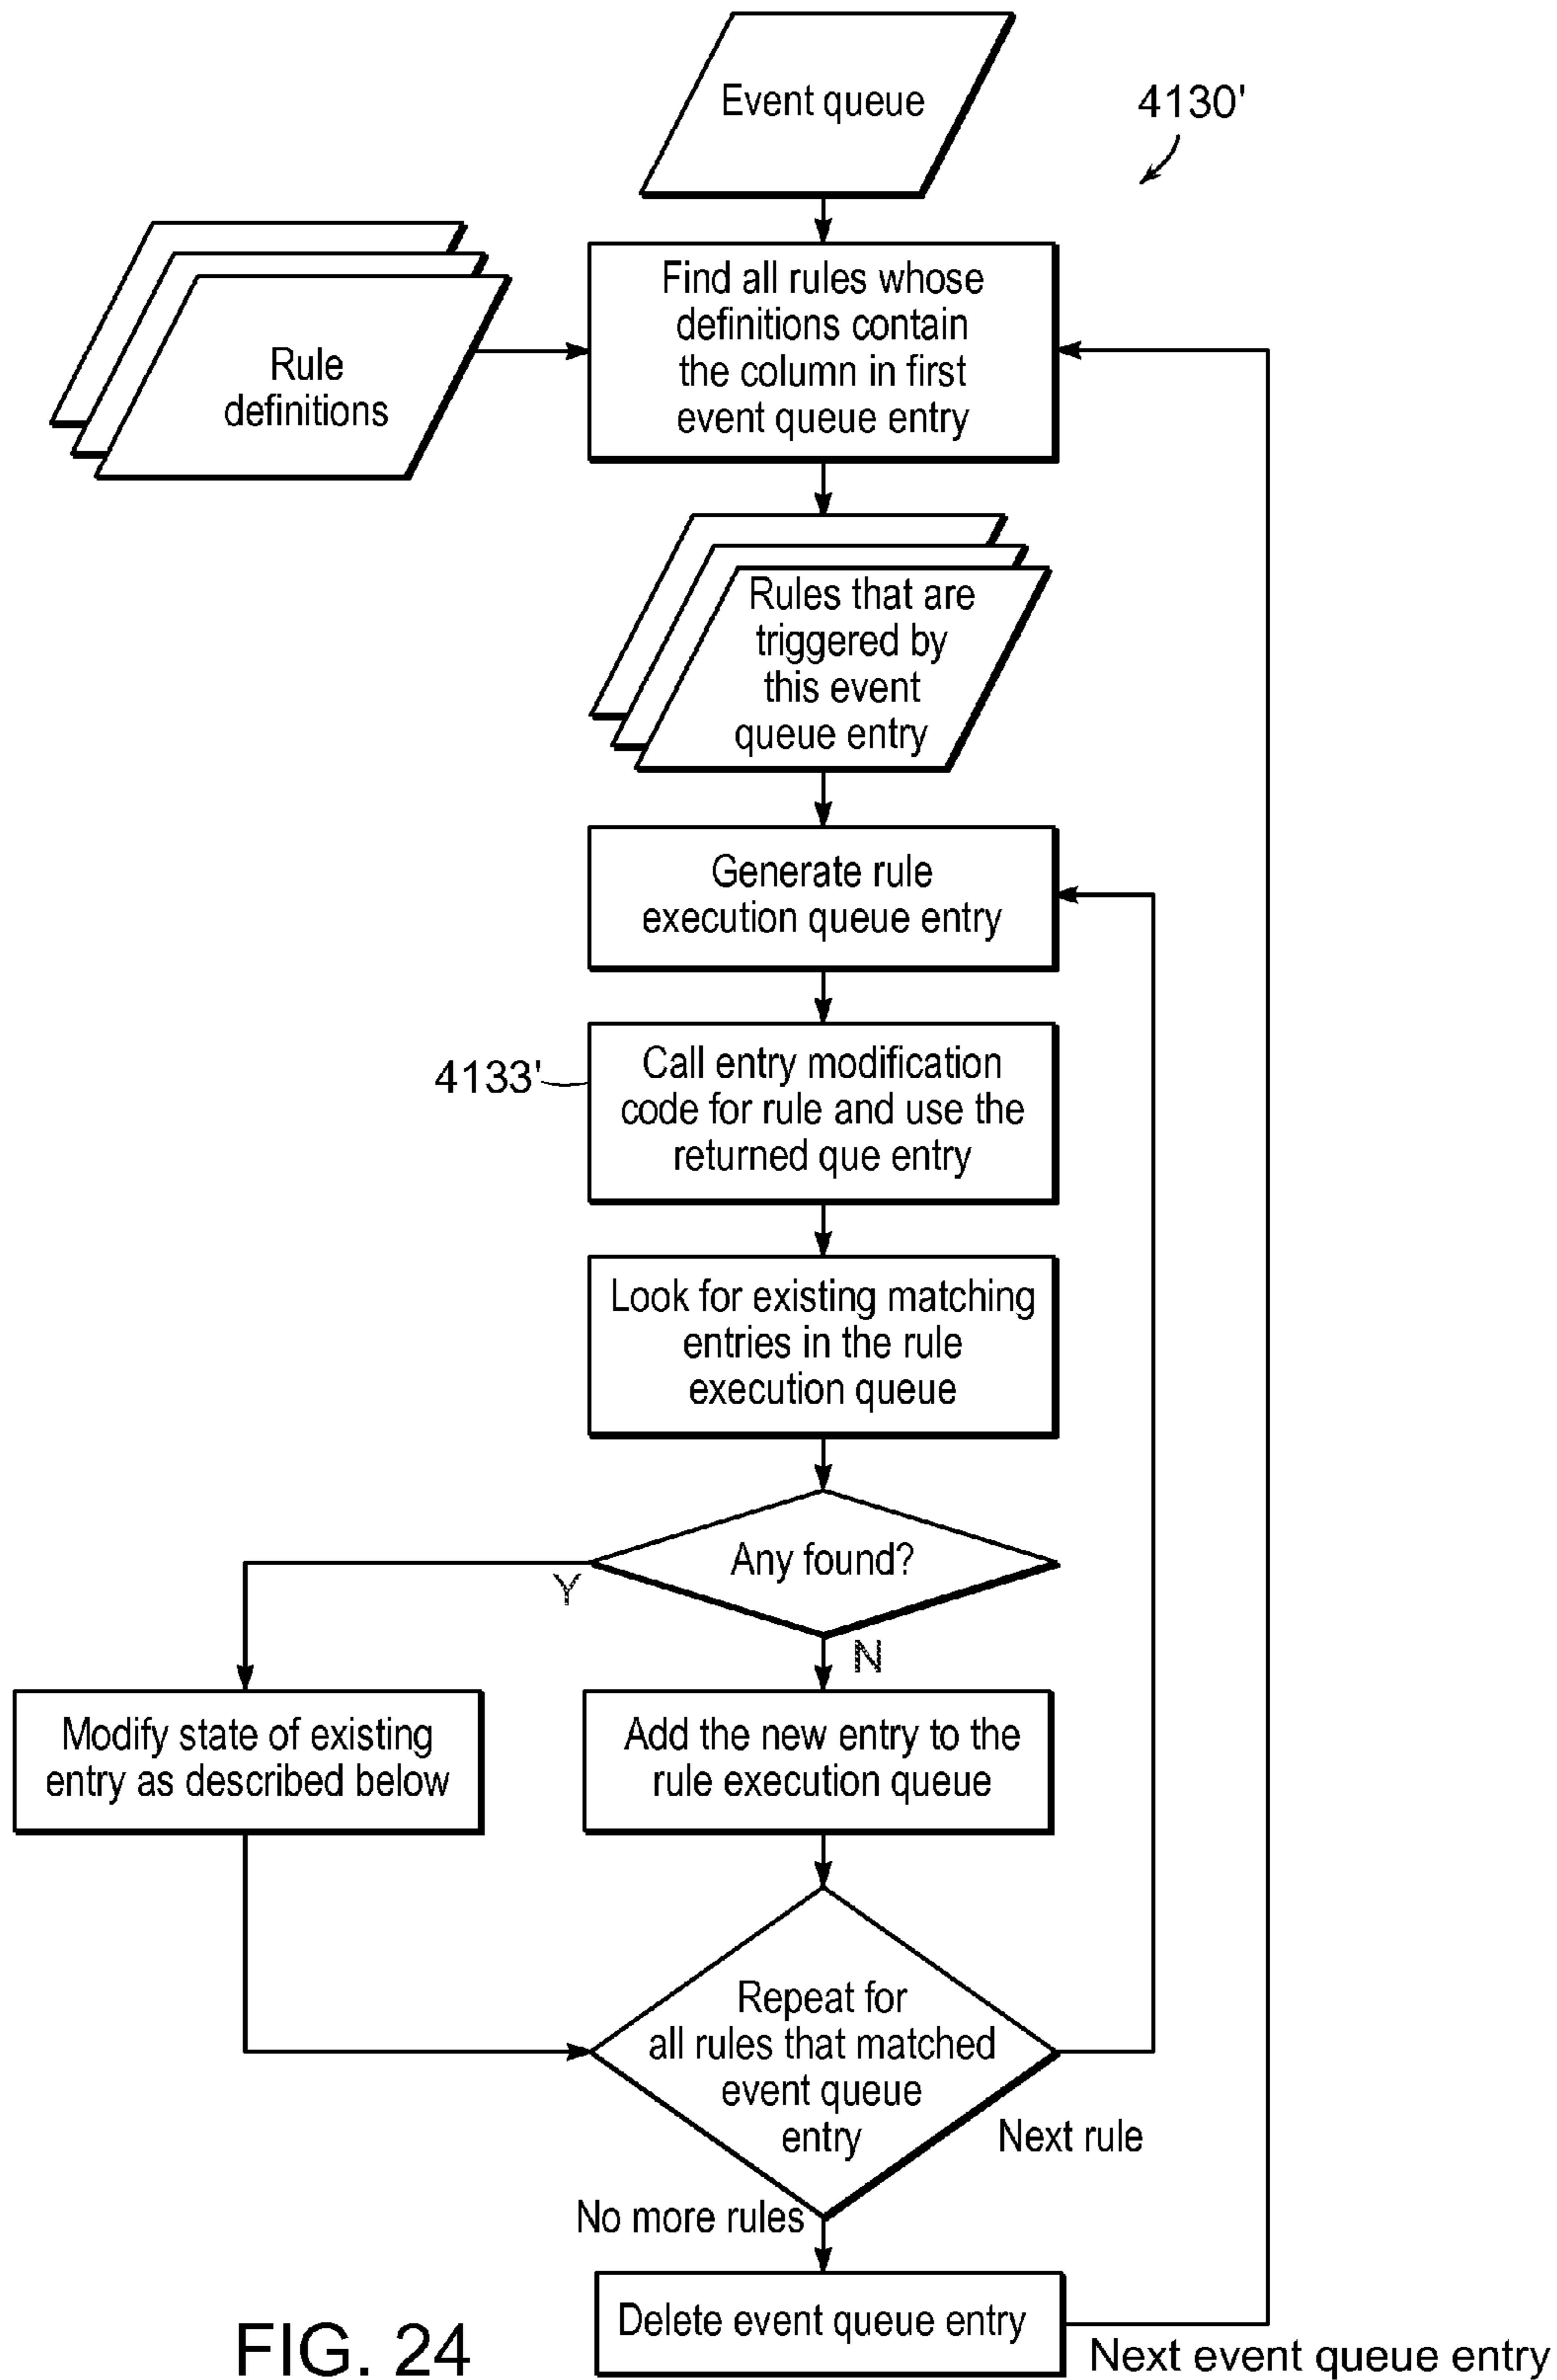 Event queue
4130'
Find all rules whose
definitions contain
the column in first
event queue entry
Rule
definitions
Rules that are
triggered by
this event
queue entry
Generate rule
execution queue entry
4133'
Call entry modification
code for rule and use the
returned que entry
Look for existing matching
entries in the rule
execution queue
Any found?
Y
N
Modify state of existing
entry as described below
Add the new entry to the
rule execution queue
Repeat for
all rules that matched
event queue
entry
Next rule
No more rules
Delete event queue entry
Next event queue entry
FIG. 24